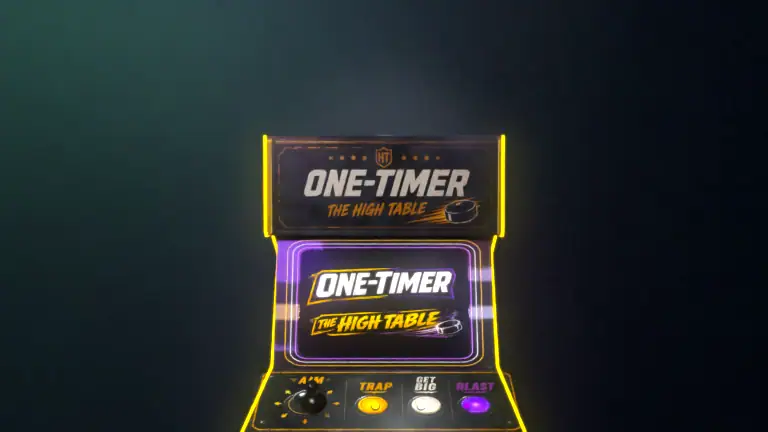 HT
ONE-TIMER
THE HIGH TABLE
ONE-TIMER
THE HIGH TABLE
AIM
TRAP
GET
BIG
BLAST